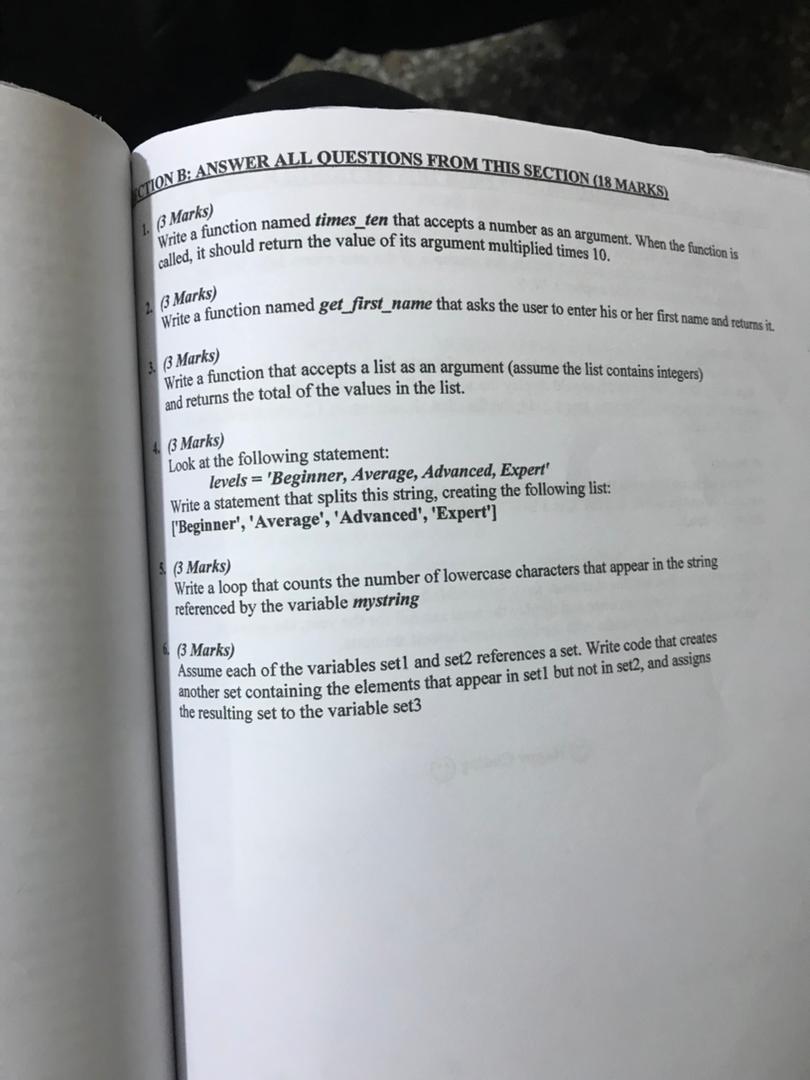 CTION B: ANSWER ALL QUESTIONS FROM THIS SECTION (18 MARKS)
1. (3 Marks)
Write a function named times_ten that accepts a number as an argument. When the function is
called, it should return the value of its argument multiplied times 10.
2. (3 Marks)
Write a function named get_first_name that asks the user to enter his or her first name and returns it.
3. (3 Marks)
Write a function that accepts a list as an argument (assume the list contains integers)
and returns the total of the values in the list.
4. (3 Marks)
Look at the following statement:
levels = 'Beginner, Average, Advanced, Expert'
Write a statement that splits this string, creating the following list:
['Beginner', 'Average', 'Advanced', 'Expert']
5. (3 Marks)
Write a loop that counts the number of lowercase characters that appear in the string
referenced by the variable mystring
6. (3 Marks)
Assume each of the variables set1 and set2 references a set. Write code that creates
another set containing the elements that appear in set1 but not in set2, and assigns
the resulting set to the variable set3